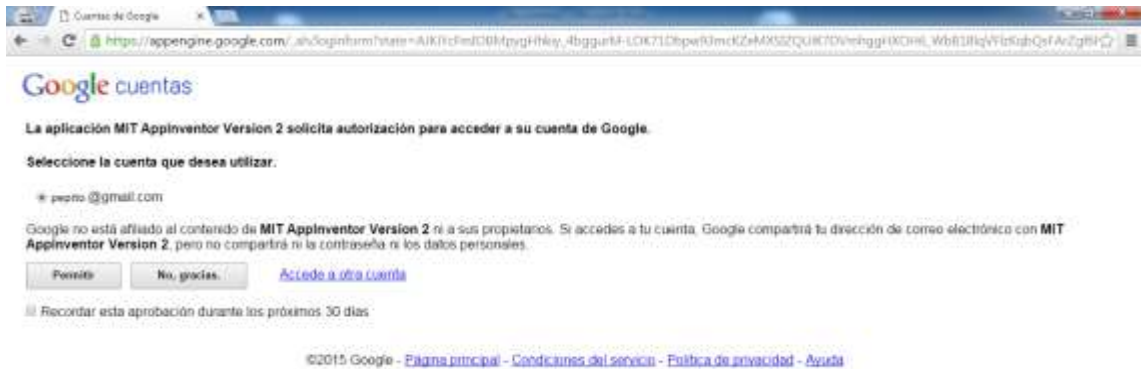 Cuentas de Google
https://appengine.google.com/_ah/loginform?state=
Google cuentas
La aplicación MIT AppInventor Version 2 solicita autorización para acceder a su cuenta de Google.
Seleccione la cuenta que desea utilizar.
pepito @gmail.com
Google no está afiliado al contenido de MIT AppInventor Version 2 ni a sus propietarios. Si accedes a tu cuenta, Google compartirá tu dirección de correo electrónico con MIT
AppInventor Version 2, pero no compartirá ni la contraseña ni los datos personales.
Permitir No, gracias. Accede a otra cuenta
Recordar esta aprobación durante los próximos 30 días
©2015 Google - Página principal - Condiciones del servicio - Política de privacidad - Ayuda